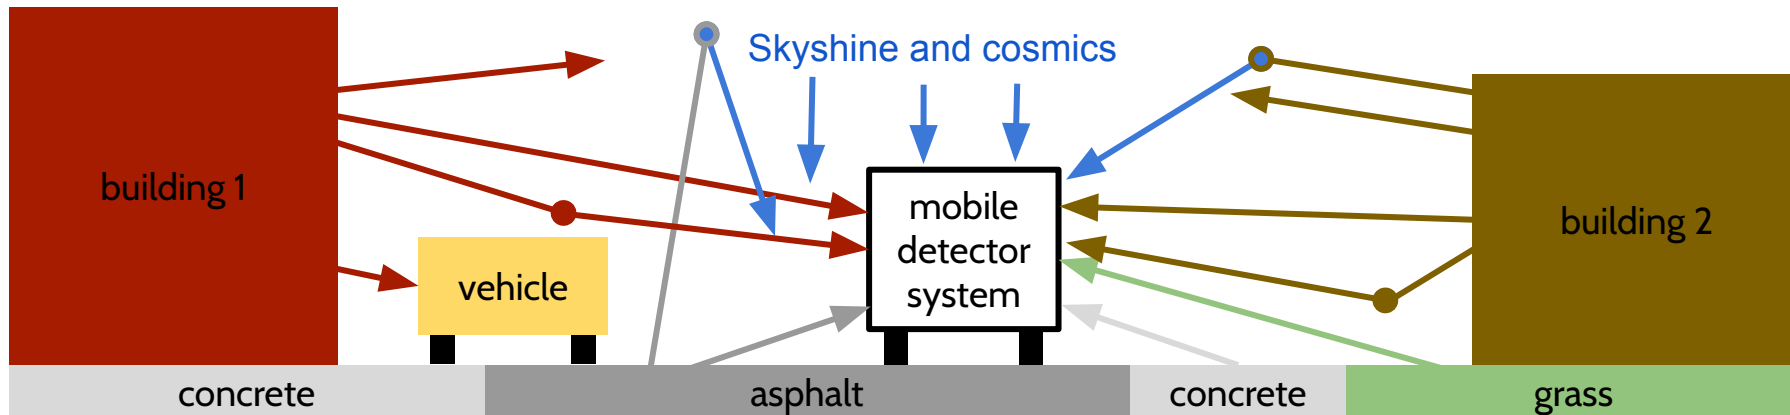 Skyshine and cosmics
building 1
mobile
detector
system
building 2
vehicle
concrete
asphalt
concrete
grass